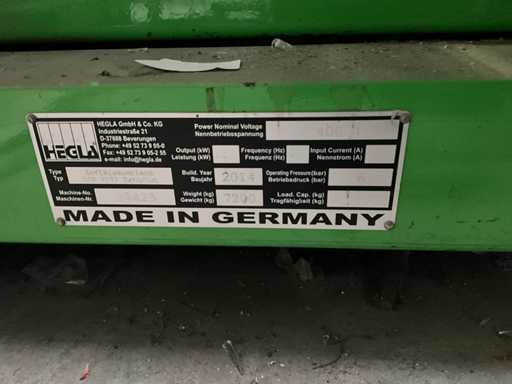 HEGLA
HEGLA GmbH & Co. KG
Industriestraße 21
D-37688 Beverungen
Phone: +49 52 73 9 05-0
Fax: +49 52 73 9 05-2 55
e-mail: info@hegla.de
Power Nominal Voltage
Nennbetriebsspannung
400
Output (kW)
Leistung (kW)
Frequency (Hz)
Frequenz (Hz)
Input Current (A)
Nennstrom (A)
Type
Typ
Build. Year
Baujahr
2014
Operating Pressure (bar)
Betriebsdruck (bar)
Machine-No.
Maschinen-Nr.
Weight (kg)
Gewicht (kg)
7200
Load. Cap. (kg)
Tragfähigkeit (kg)
MADE IN GERMANY